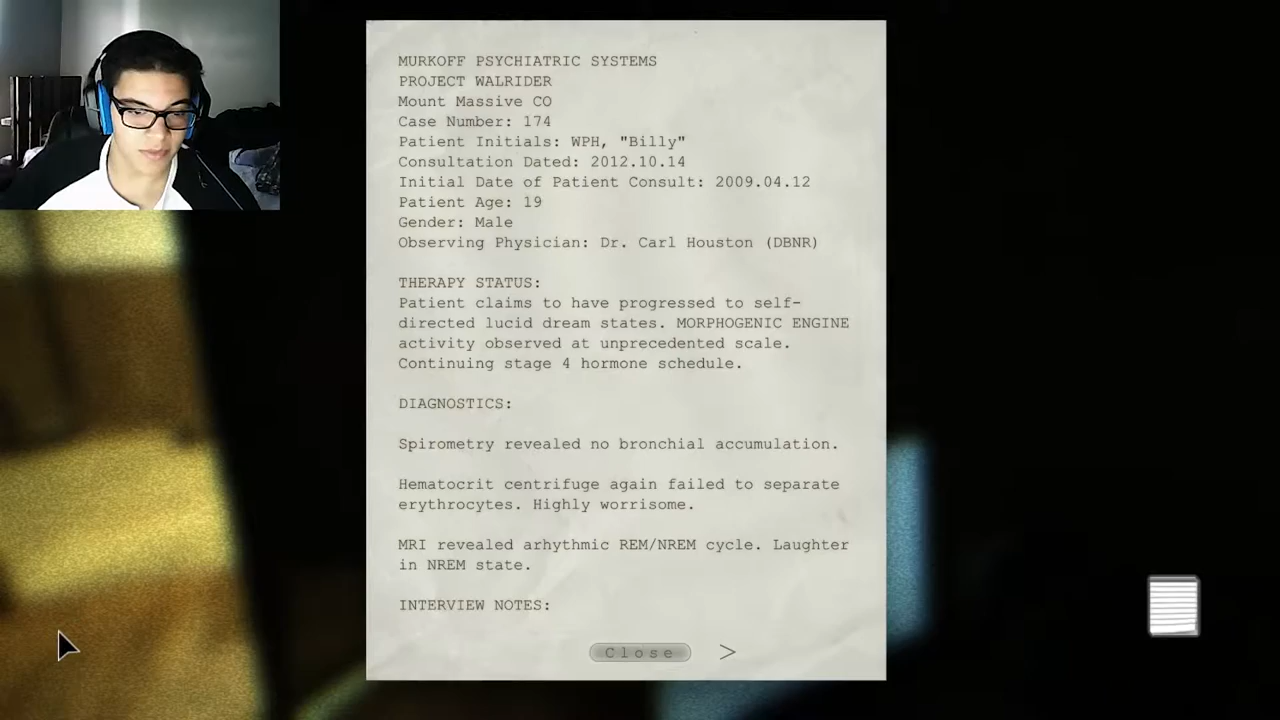 MURKOFF PSYCHIATRIC SYSTEMS
PROJECT WALRIDER
Mount Massive CO
Case Number: 174
Patient Initials: WPH, "Billy"
Consultation Dated: 2012.10.14
Initial Date of Patient Consult: 2009.04.12
Patient Age: 19
Gender: Male
Observing Physician: Dr. Carl Houston (DBNR)
THERAPY STATUS:
Patient claims to have progressed to self-
directed lucid dream states. MORPHOGENIC ENGINE
activity observed at unprecedented scale.
Continuing stage 4 hormone schedule.
DIAGNOSTICS:
Spirometry revealed no bronchial accumulation.
Hematocrit centrifuge again failed to separate
erythrocytes. Highly worrisome.
MRI revealed arhythmic REM/NREM cycle. Laughter
in NREM state.
INTERVIEW NOTES:
Close >